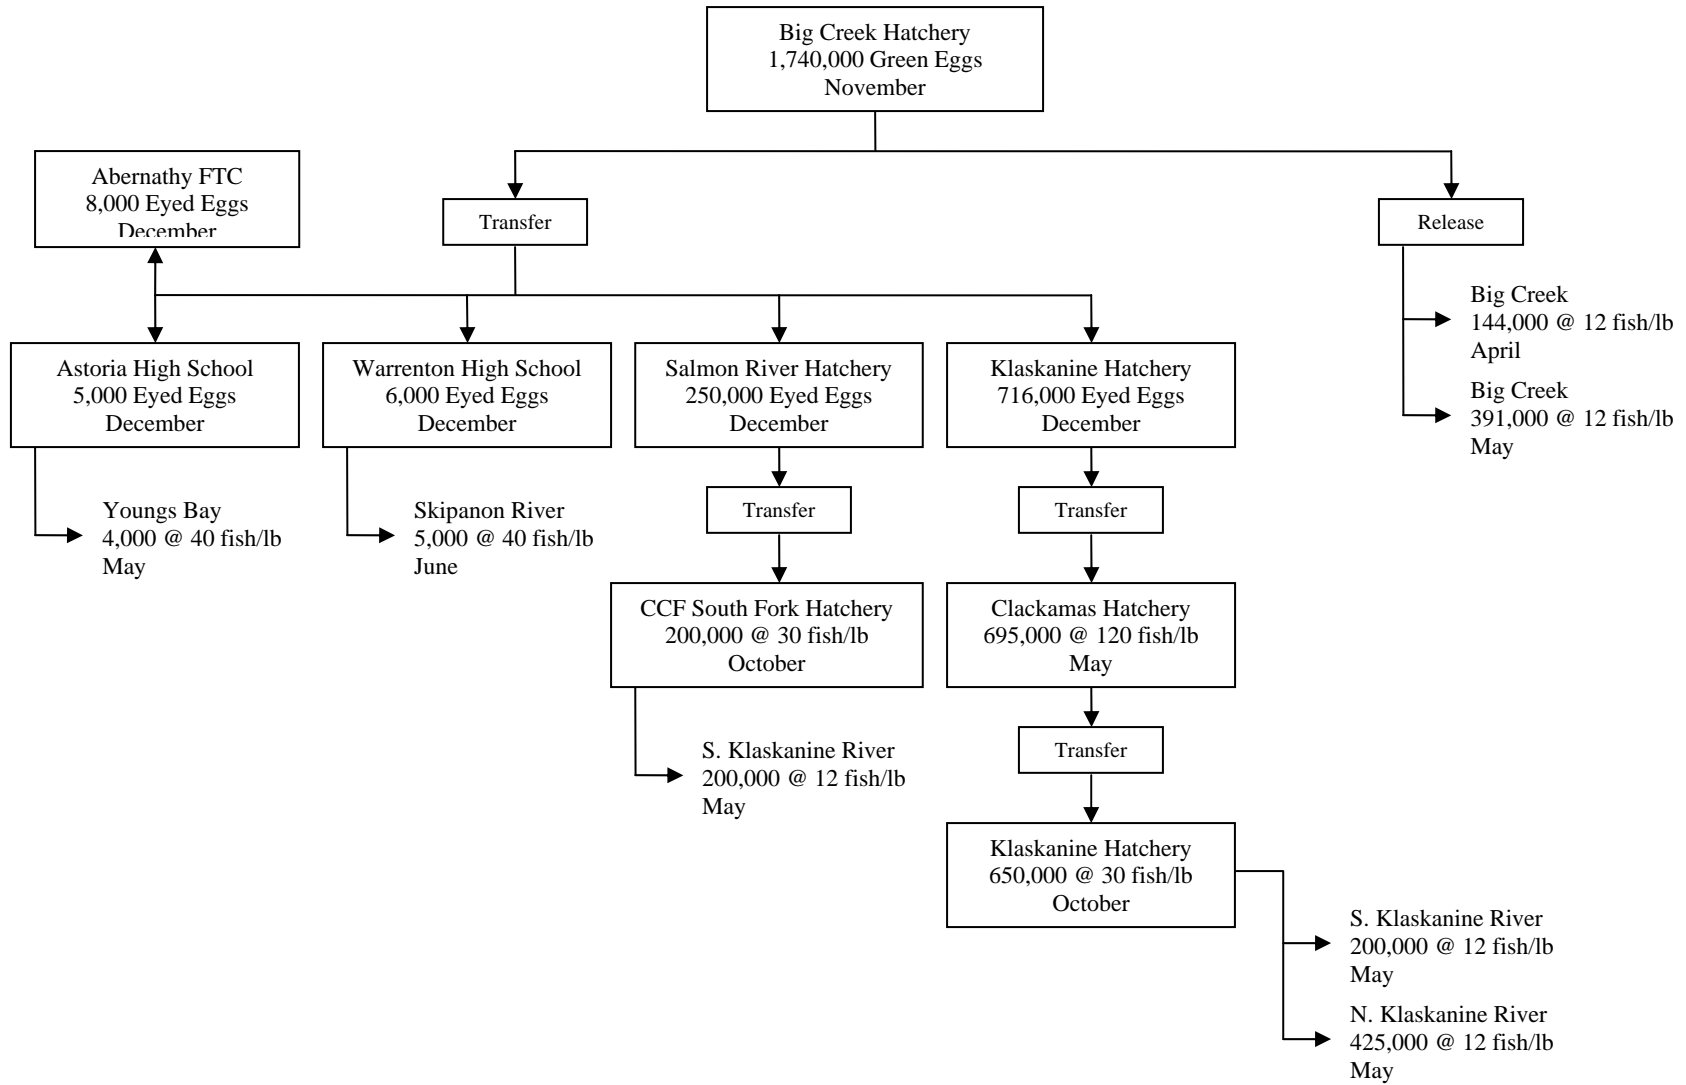 Big Creek Hatchery
1,740,000 Green Eggs
November
Abernathy FTC
8,000 Eyed Eggs
December
Transfer
Release
Big Creek
144,000 @ 12 fish/lb
April
Big Creek
391,000 @ 12 fish/lb
May
Astoria High School
5,000 Eyed Eggs
December
Warrenton High School
6,000 Eyed Eggs
December
Salmon River Hatchery
250,000 Eyed Eggs
December
Klaskanine Hatchery
716,000 Eyed Eggs
December
Youngs Bay
4,000 @ 40 fish/lb
May
Skipanon River
5,000 @ 40 fish/lb
June
Transfer
Transfer
CCF South Fork Hatchery
200,000 @ 30 fish/lb
October
Clackamas Hatchery
695,000 @ 120 fish/lb
May
S. Klaskanine River
200,000 @ 12 fish/lb
May
Transfer
Klaskanine Hatchery
650,000 @ 30 fish/lb
October
S. Klaskanine River
200,000 @ 12 fish/lb
May
N. Klaskanine River
425,000 @ 12 fish/lb
May